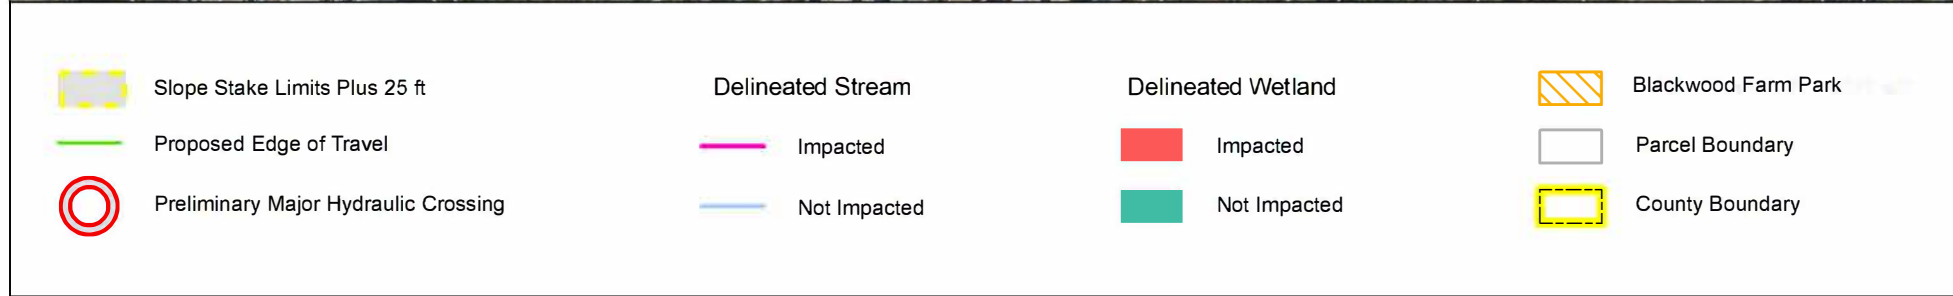 Slope Stake Limits Plus 25 ft
Proposed Edge of Travel
Preliminary Major Hydraulic Crossing
Delineated Stream
Impacted
Not Impacted
Delineated Wetland
Impacted
Not Impacted
Blackwood Farm Park
Parcel Boundary
County Boundary